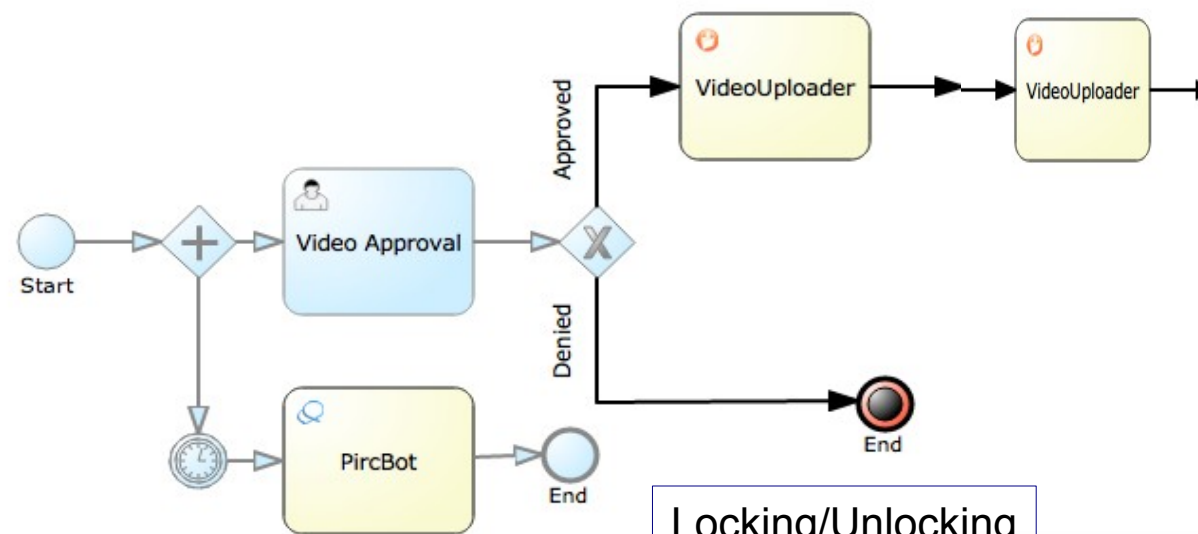 Approved
VideoUploader
VideoUploader
Start
Video Approval
Denied
End
PircBot
End
Locking/Unlocking